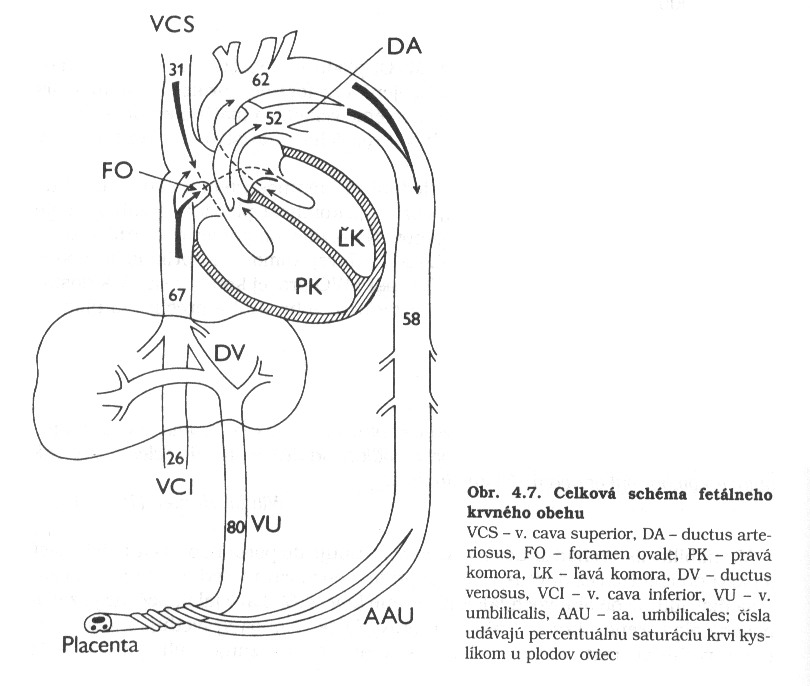 VCS
DA
31
62
52
FO
ĽK
PK
67
58
DV
26
VCI
80 VU
AAU
Placenta
Obr. 4.7. Celková schéma fetálneho
krvného obehu
VCS – v. cava superior, DA – ductus arte-
riosus, FO – foramen ovale, PK – pravá
komora, ĽK – ľavá komora, DV – ductus
venosus, VCI – v. cava inferior, VU – v.
umbilicalis, AAU – aa. umbilicales; čísla
udávajú percentuálnu saturáciu krvi kys-
líkom u plodov oviec